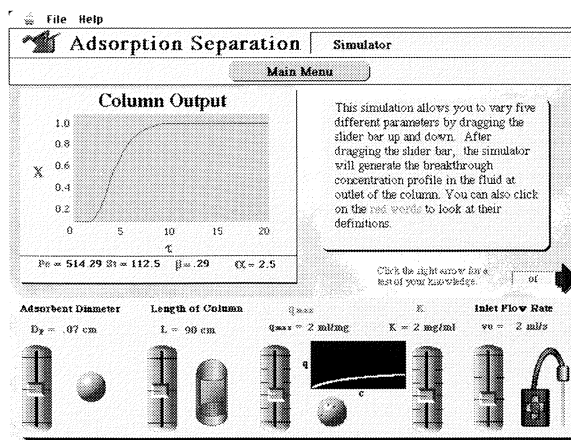 File Help
Adsorption Separation
Simulator
Main Menu
Column Output
1.0
0.8
0.6
0.4
0.2
X
0 5 10 15 20
τ
Pe = 514.29 St = 112.5 β = .29 α = 2.5
This simulation allows you to vary five
different parameters by dragging the
slider bar up and down. After
dragging the slider bar, the simulator
will generate the breakthrough
concentration profile in the fluid at
outlet of the column. You can also click
on the red words to look at their
definitions.
Click the right arrow for a
test of your knowledge.
of
Adsorbent Diameter
Length of Column
qmax
K
Inlet Flow Rate
Dp = .07 cm
L = 90 cm
qmax = 2 ml/mg
K = 2 mg/ml
vo = 2 ml/s
q
c